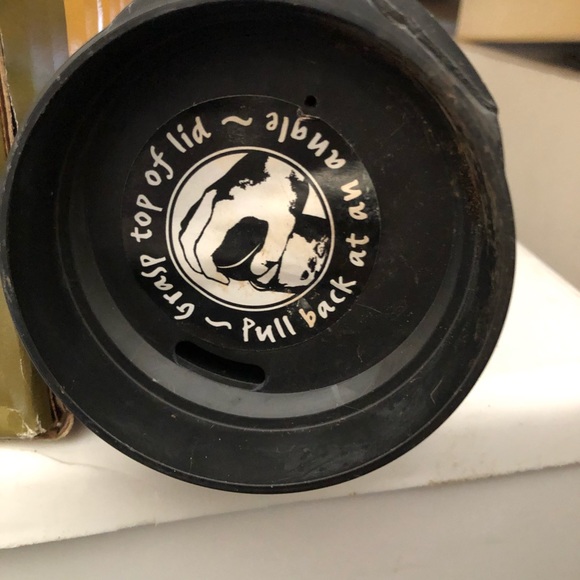 Grasp top of lid ~ Pull back at an angle ~